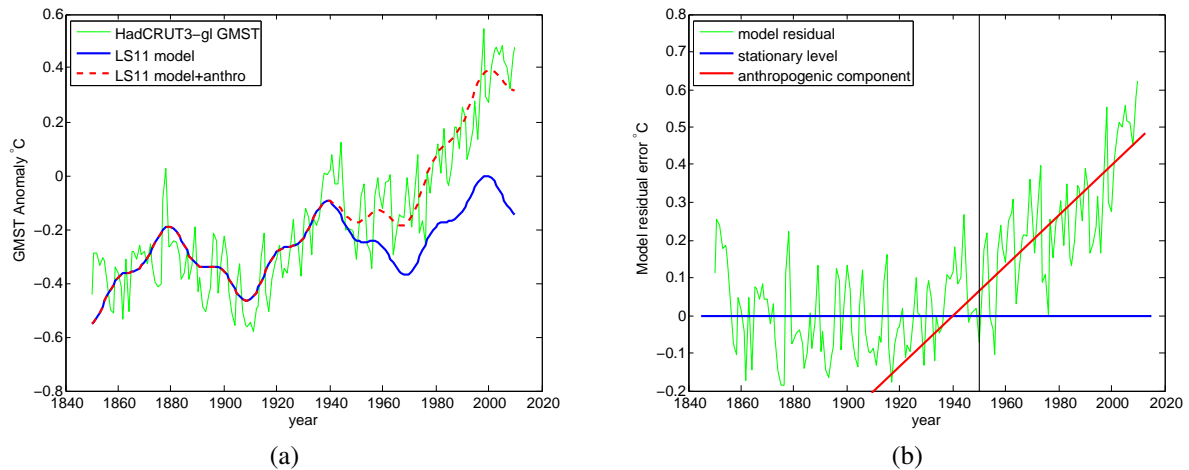 0.6
0.4
0.2
0
−0.2
−0.4
−0.6
−0.8
GMST Anomaly °C
HadCRUT3−gl GMST
LS11 model
LS11 model+anthro
1840 1860 1880 1900 1920 1940 1960 1980 2000 2020
year
(a)
0.8
0.7
0.6
0.5
0.4
0.3
0.2
0.1
0
−0.1
−0.2
Model residual error °C
model residual
stationary level
anthropogenic component
1840 1860 1880 1900 1920 1940 1960 1980 2000 2020
year
(b)